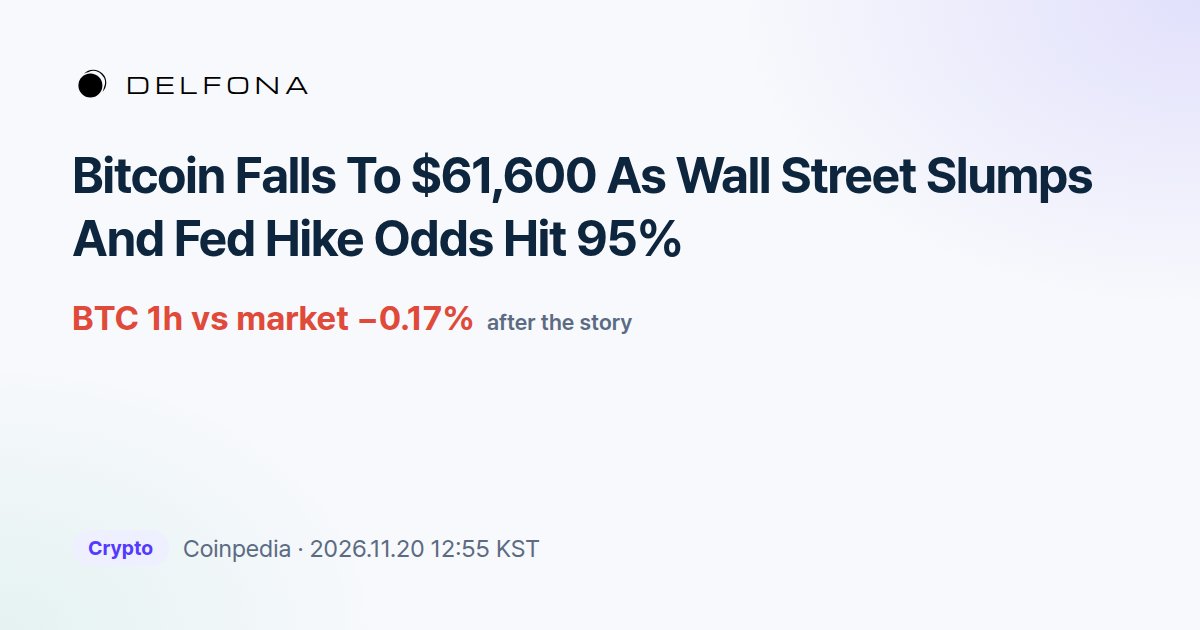 DELFONA
Bitcoin Falls To $61,600 As Wall Street Slumps
And Fed Hike Odds Hit 95%
BTC 1h vs market −0.17% after the story
Crypto Coinpedia · 2026.11.20 12:55 KST